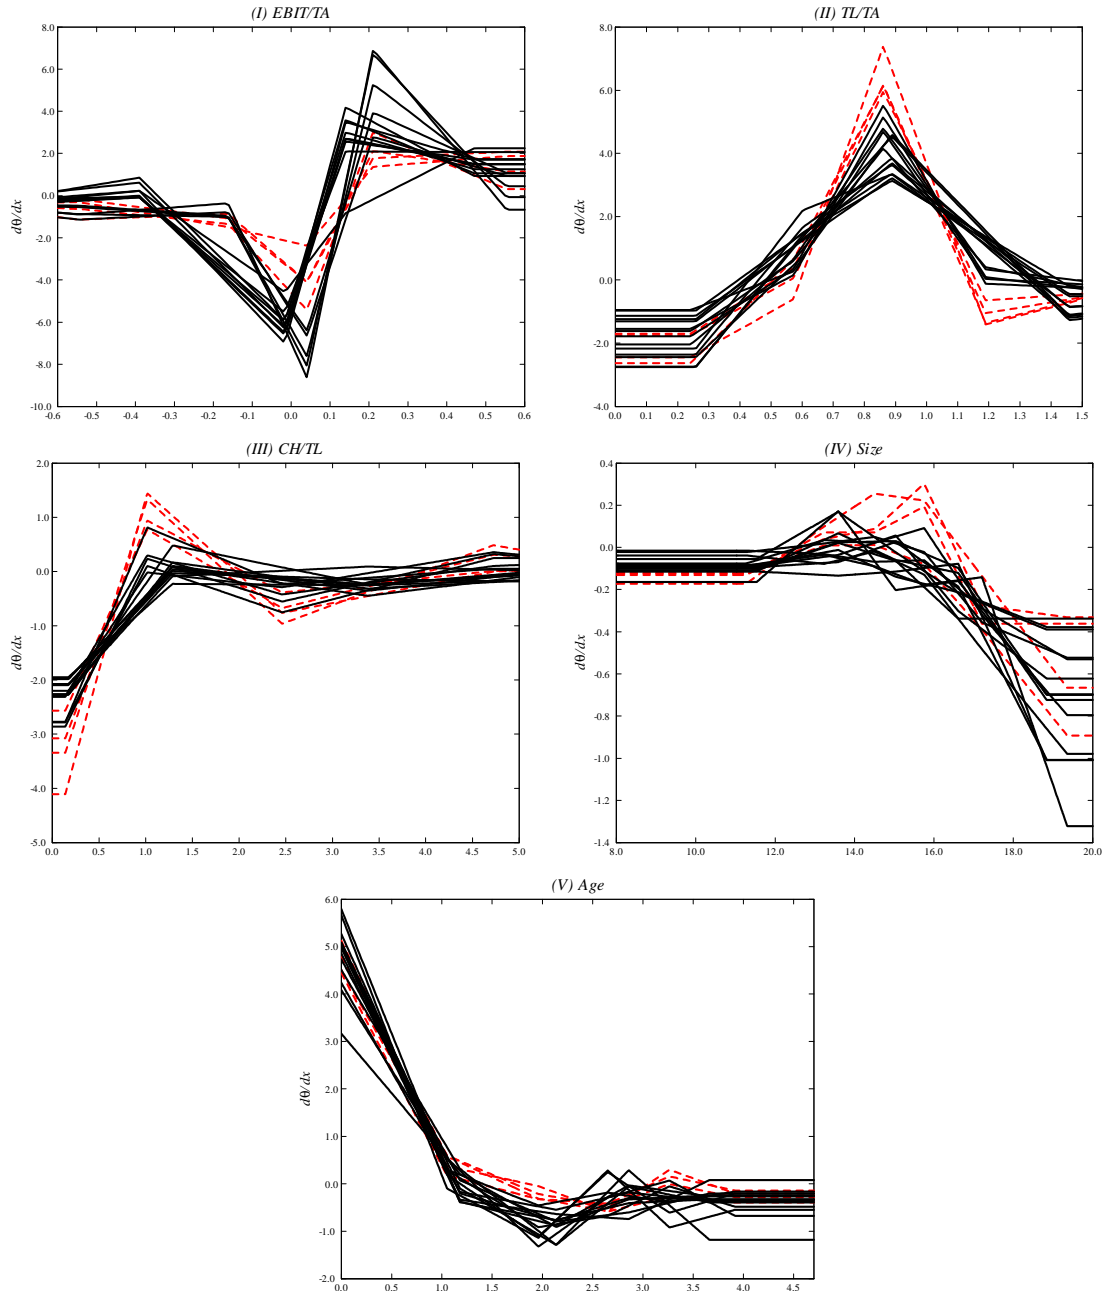 (I) EBIT/TA
8.0
6.0
4.0
2.0
0.0
-2.0
-4.0
-6.0
-8.0
-10.0
dθ/dx
-0.6 -0.5 -0.4 -0.3 -0.2 -0.1 0.0 0.1 0.2 0.3 0.4 0.5 0.6
(II) TL/TA
8.0
6.0
4.0
2.0
0.0
-2.0
-4.0
dθ/dx
0.0 0.1 0.2 0.3 0.4 0.5 0.6 0.7 0.8 0.9 1.0 1.1 1.2 1.3 1.4 1.5
(III) CH/TL
2.0
1.0
0.0
-1.0
-2.0
-3.0
-4.0
-5.0
dθ/dx
0.0 0.5 1.0 1.5 2.0 2.5 3.0 3.5 4.0 4.5 5.0
(IV) Size
0.4
0.2
0.0
-0.2
-0.4
-0.6
-0.8
-1.0
-1.2
-1.4
dθ/dx
8.0 10.0 12.0 14.0 16.0 18.0 20.0
(V) Age
6.0
5.0
4.0
3.0
2.0
1.0
0.0
-1.0
-2.0
dθ/dx
0.0 0.5 1.0 1.5 2.0 2.5 3.0 3.5 4.0 4.5